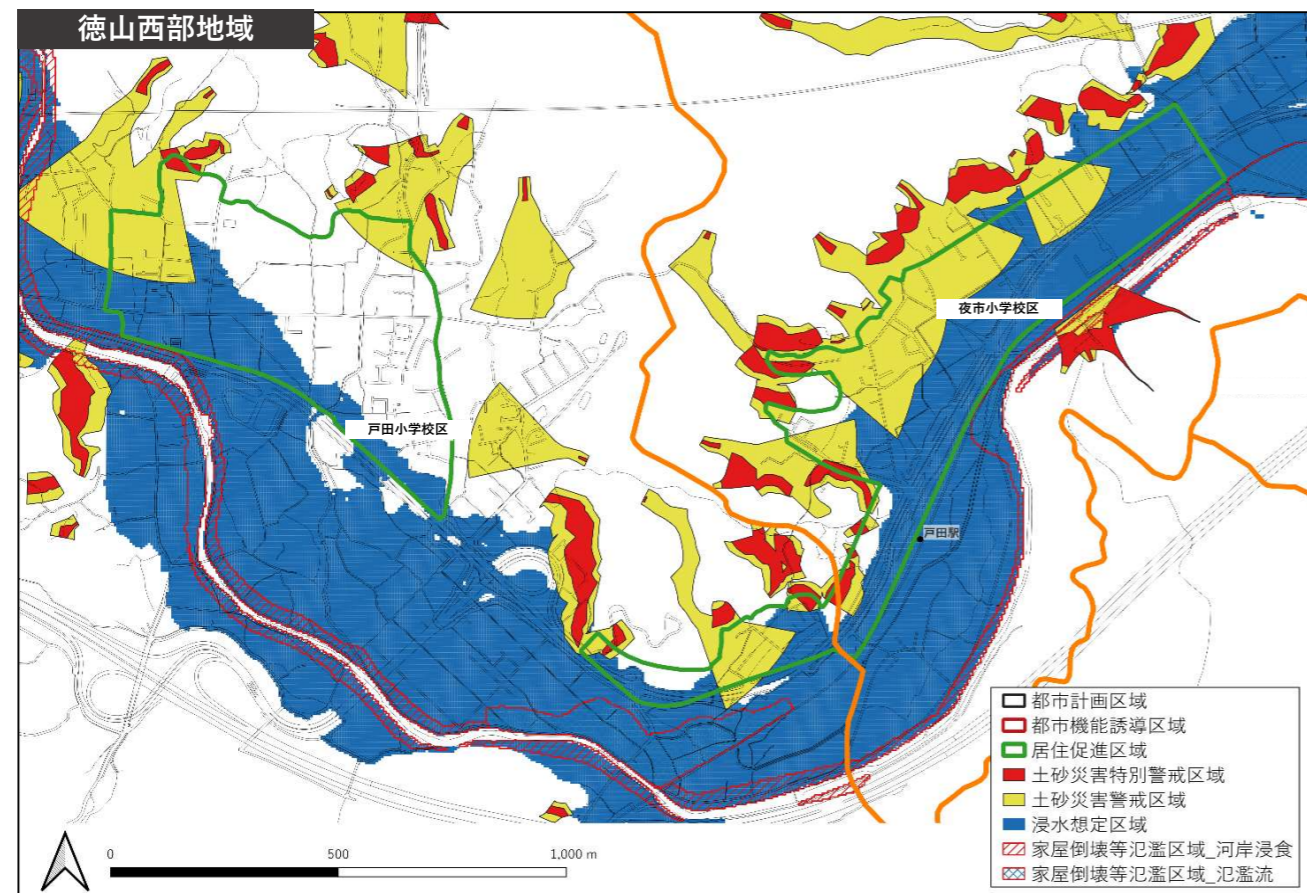 徳山西部地域
夜市小学校区
戸田小学校区
戸田駅
都市計画区域
都市機能誘導区域
居住促進区域
土砂災害特別警戒区域
土砂災害警戒区域
浸水想定区域
家屋倒壊等氾濫区域_河岸浸食
家屋倒壊等氾濫区域_氾濫流
0 500 1,000 m